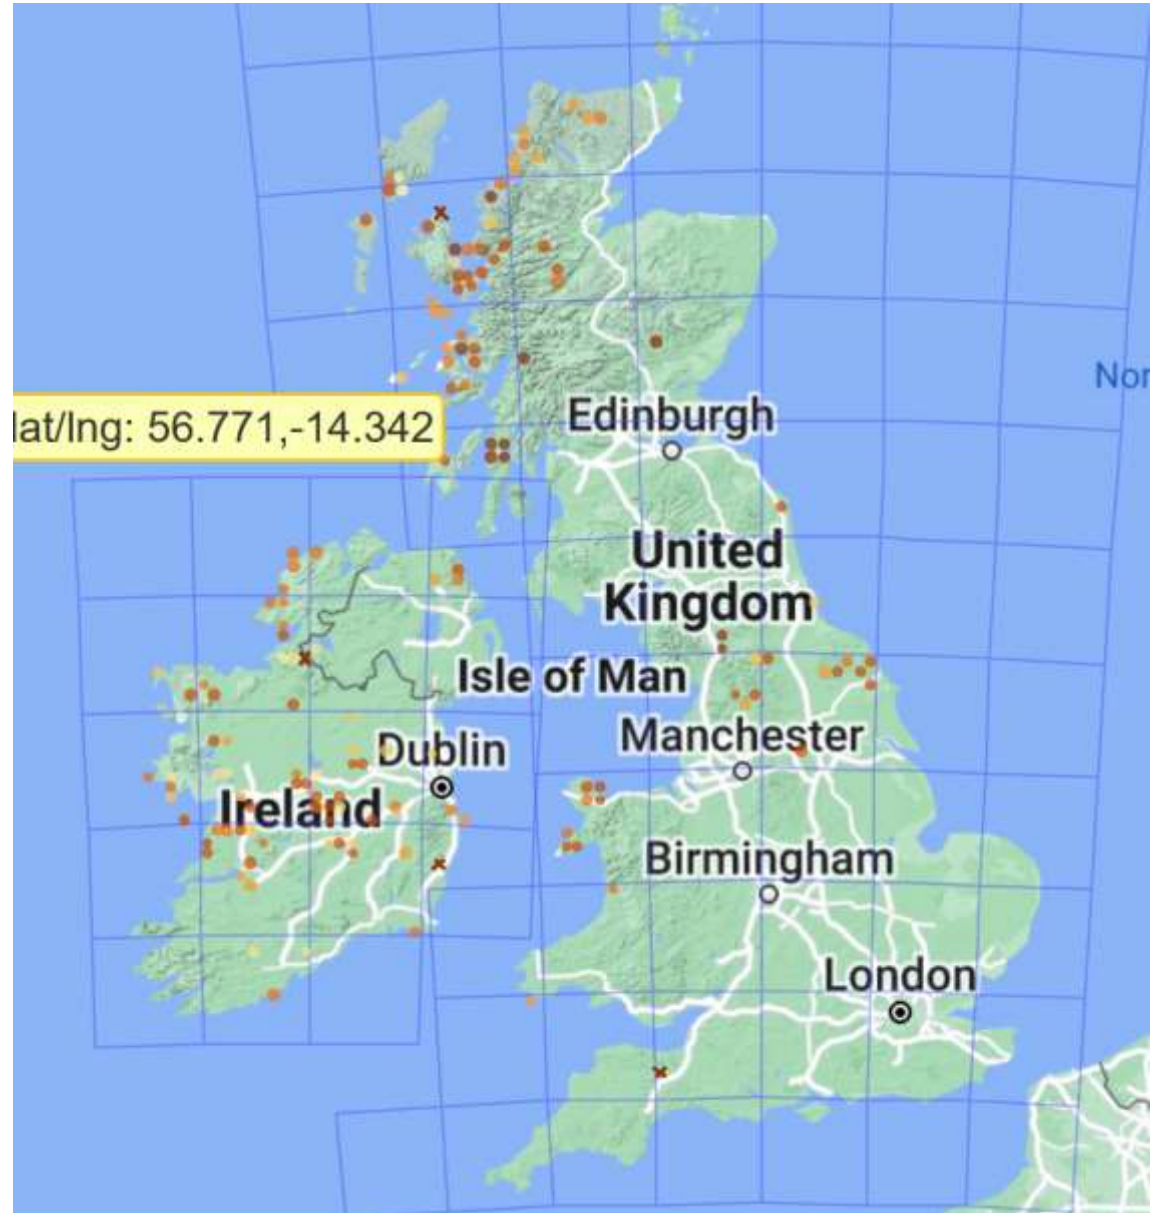 Nor
lat/lng: 56.771,-14.342
Edinburgh
United
Kingdom
Isle of Man
Manchester
Dublin
Ireland
Birmingham
London